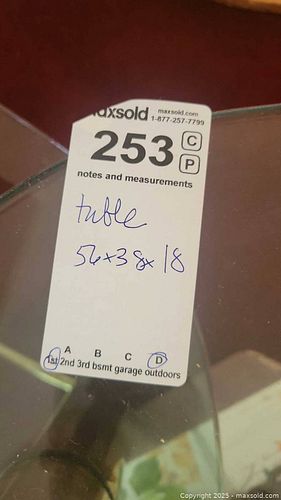 maxsold maxsold.com
1-877-257-7799
253 C
P
notes and measurements
table
56x38x18
A B C D
1st 2nd 3rd bsmt garage outdoors
Copyright 2025 - www.maxsold.com